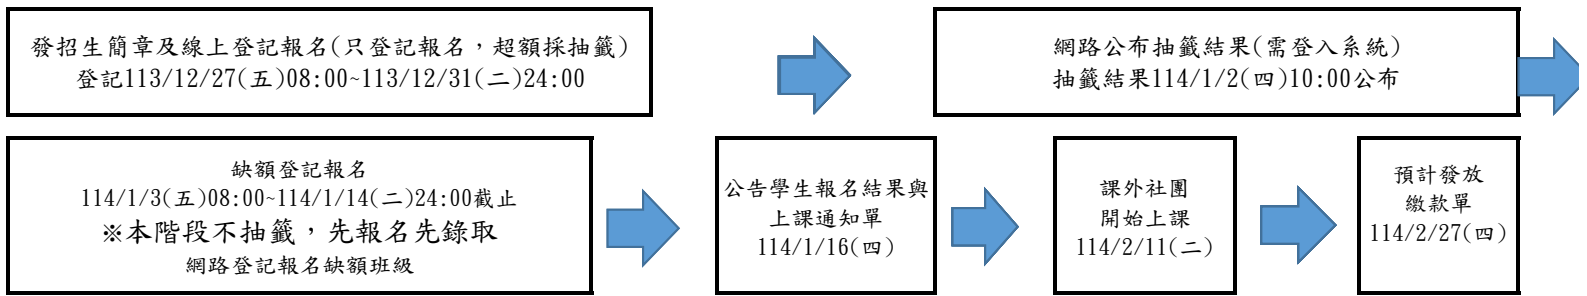 發招生簡章及線上登記報名(只登記報名，超額採抽籤)
登記113/12/27(五)08:00~113/12/31(二)24:00
網路公布抽籤結果(需登入系統)
抽籤結果114/1/2(四)10:00公布
缺額登記報名
114/1/3(五)08:00~114/1/14(二)24:00截止
※本階段不抽籤，先報名先錄取
網路登記報名缺額班級
公告學生報名結果與
上課通知單
114/1/16(四)
課外社團
開始上課
114/2/11(二)
預計發放
繳款單
114/2/27(四)